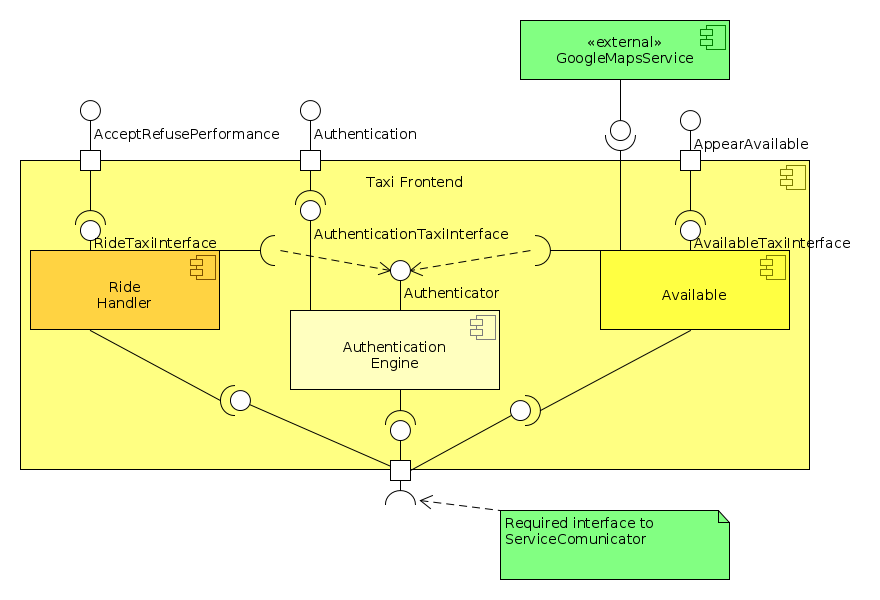 «external»
GoogleMapsService
AcceptRefusePerformance
Authentication
AppearAvailable
Taxi Frontend
RideTaxiInterface
AuthenticationTaxiInterface
AvailableTaxiInterface
Ride
Handler
Authenticator
Available
Authentication
Engine
Required interface to
ServiceComunicator